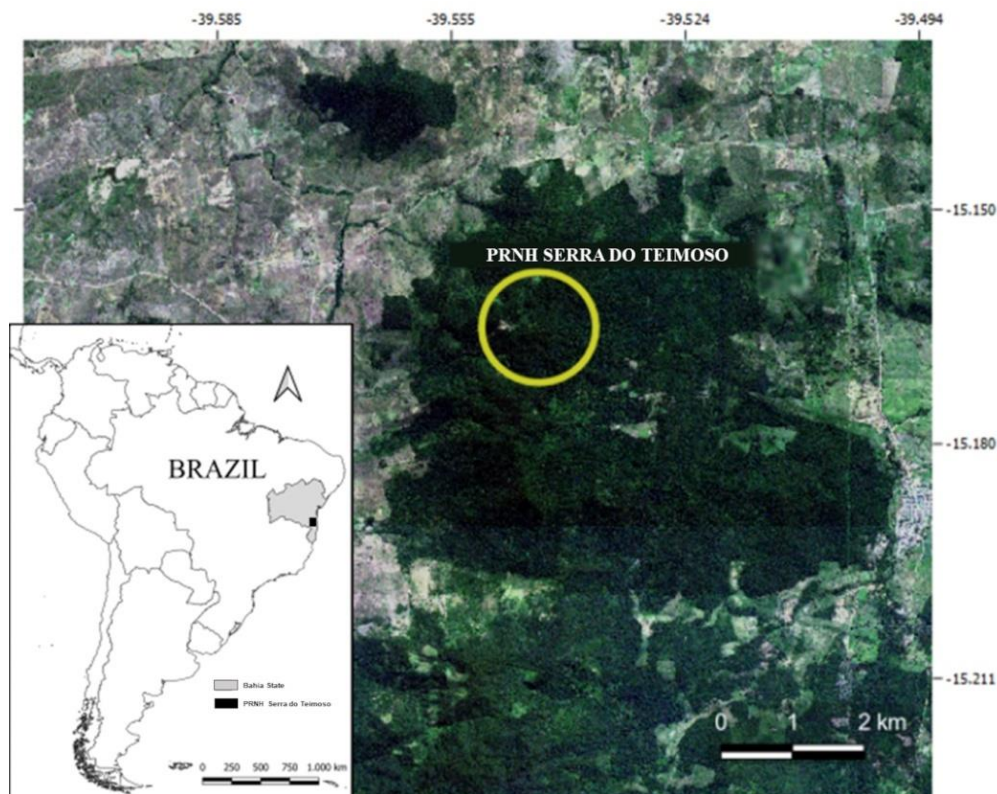 -39.585 -39.555 -39.524 -39.494
-15.150
PRNH SERRA DO TEIMOSO
-15.180
BRAZIL
-15.211
Bahia State
PRNH Serra do Teimoso
0 1 2 km
0 250 500 750 1.000 km